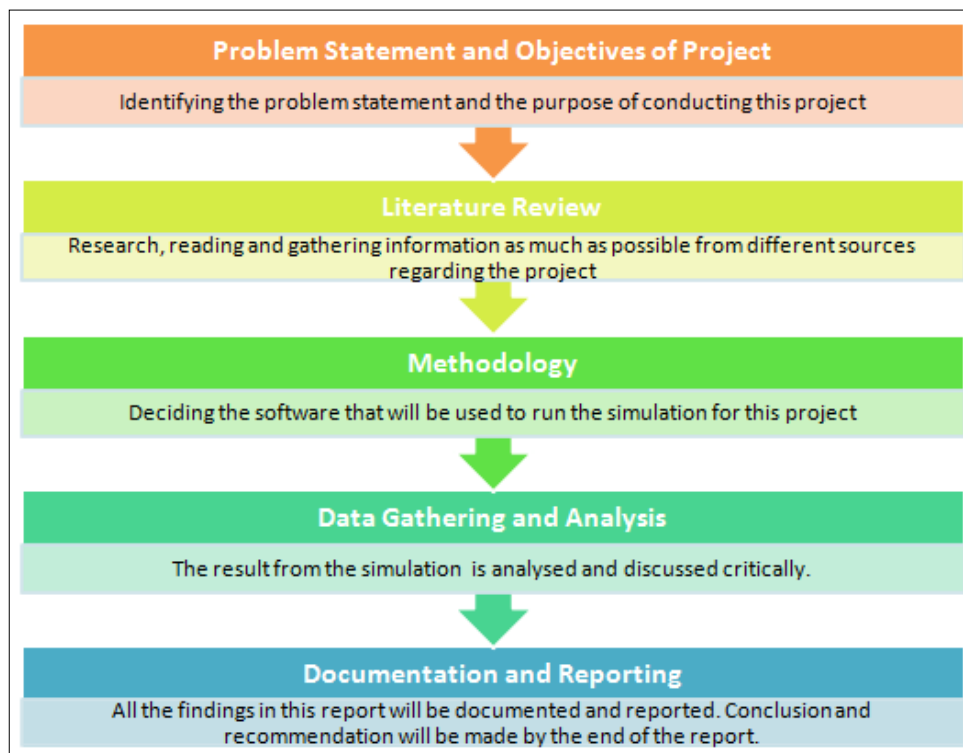 Problem Statement and Objectives of Project
Identifying the problem statement and the purpose of conducting this project
Literature Review
Research, reading and gathering information as much as possible from different sources
regarding the project
Methodology
Deciding the software that will be used to run the simulation for this project
Data Gathering and Analysis
The result from the simulation is analysed and discussed critically.
Documentation and Reporting
All the findings in this report will be documented and reported. Conclusion and
recommendation will be made by the end of the report.